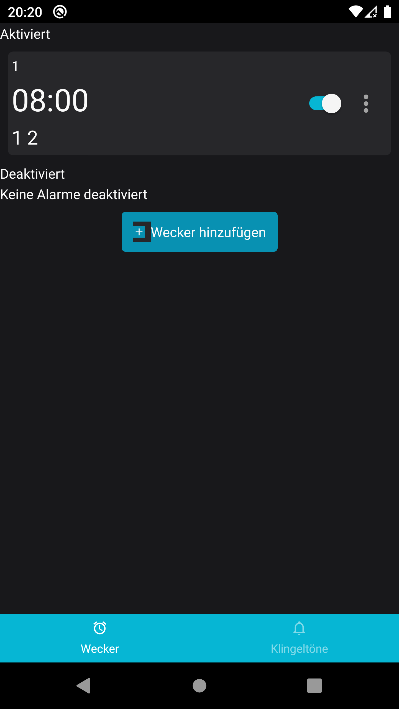 20:20
Aktiviert
1
08:00
1 2
Deaktiviert
Keine Alarme deaktiviert
+ Wecker hinzufügen
Wecker
Klingeltöne